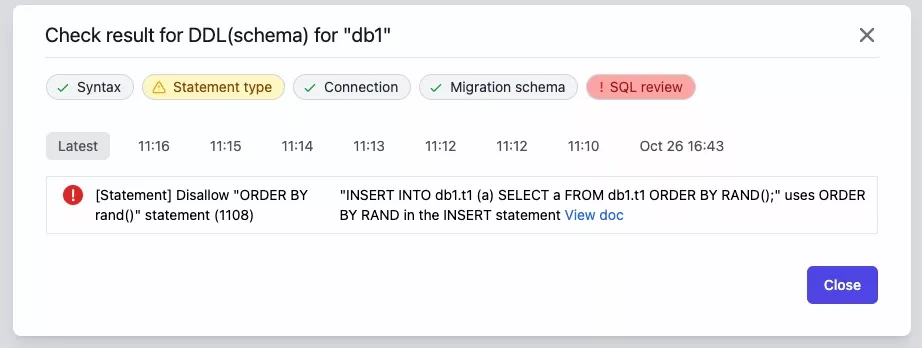 Check result for DDL(schema) for "db1"
Syntax
Statement type
Connection
Migration schema
! SQL review
Latest 11:16 11:15 11:14 11:13 11:12 11:12 11:10 Oct 26 16:43
[Statement] Disallow "ORDER BY
rand()" statement (1108)
"INSERT INTO db1.t1 (a) SELECT a FROM db1.t1 ORDER BY RAND();" uses ORDER
BY RAND in the INSERT statement View doc
Close